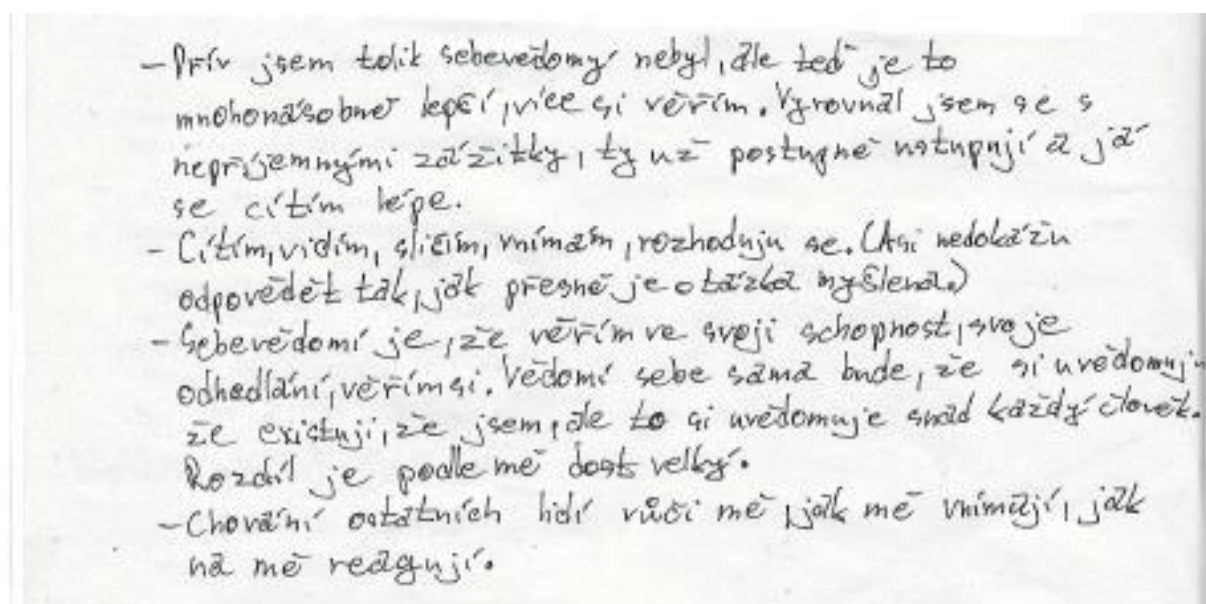 - Přív jsem tolik sebevědomý nebyl, ale teď je to
mnohonásobně lepší, více si věřím. Vyrovnal jsem se s
nepříjemnými zážitky, ty už postupně ustupují a já
se cítím lépe.
- Cítím, vidím, slyším, vnímám, rozhoduju se. (Asi nedokážu
odpovědět tak, jak přesně je otázka myšlena.)
- Sebevědomí je, že věřím ve svoji schopnost, svoje
odhodlání, věřím si. Vědomí sebe sama bude, že si uvědomuju
že existuji, že jsem, ale to si uvědomuje snad každý člověk.
Rozdíl je podle mě dost velký.
- Chování ostatních lidí vůči mě, jak mě vnímají, jak
na mě reagují.